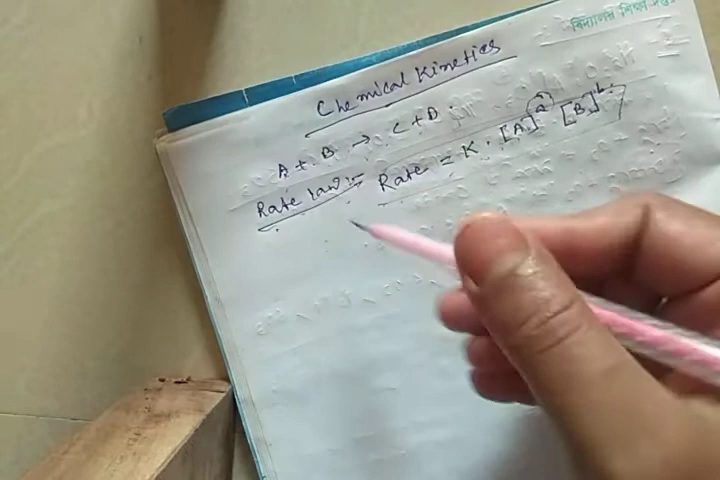 Chemical Kinetics
A + B → C + D.
Rate law :- Rate = K · [A]^a [B]^b